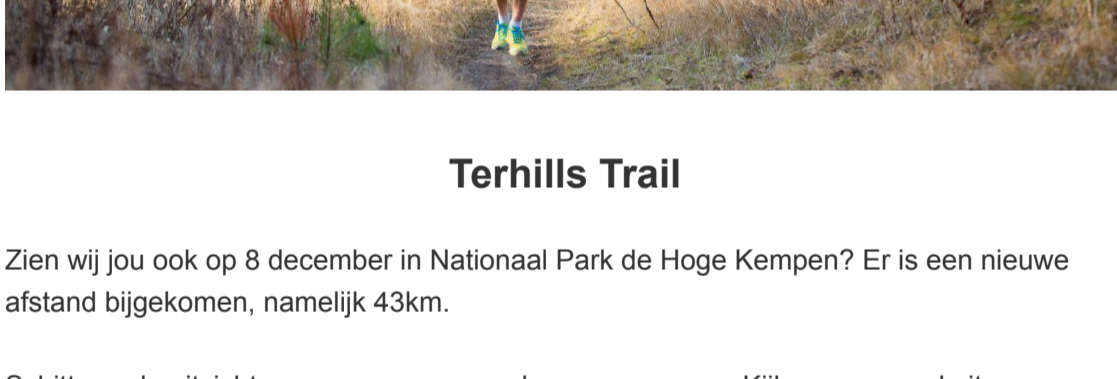 Terhills Trail
Zien wij jou ook op 8 december in Nationaal Park de Hoge Kempen? Er is een nieuwe
afstand bijgekomen, namelijk 43km.